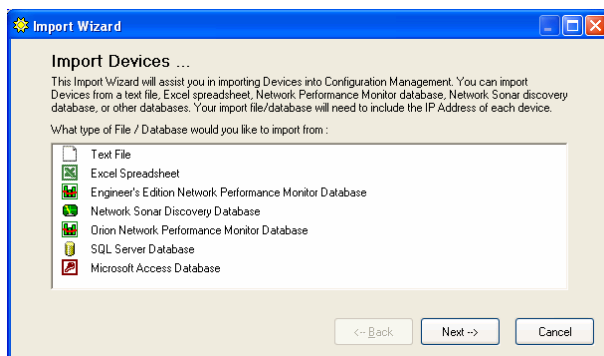 Import Wizard
Import Devices ...
This Import Wizard will assist you in importing Devices into Configuration Management. You can import
Devices from a text file, Excel spreadsheet, Network Performance Monitor database, Network Sonar discovery
database, or other databases. Your import file/database will need to include the IP Address of each device.
What type of File / Database would you like to import from :
Text File
Excel Spreadsheet
Engineer's Edition Network Performance Monitor Database
Network Sonar Discovery Database
Orion Network Performance Monitor Database
SQL Server Database
Microsoft Access Database
<-- Back Next --> Cancel